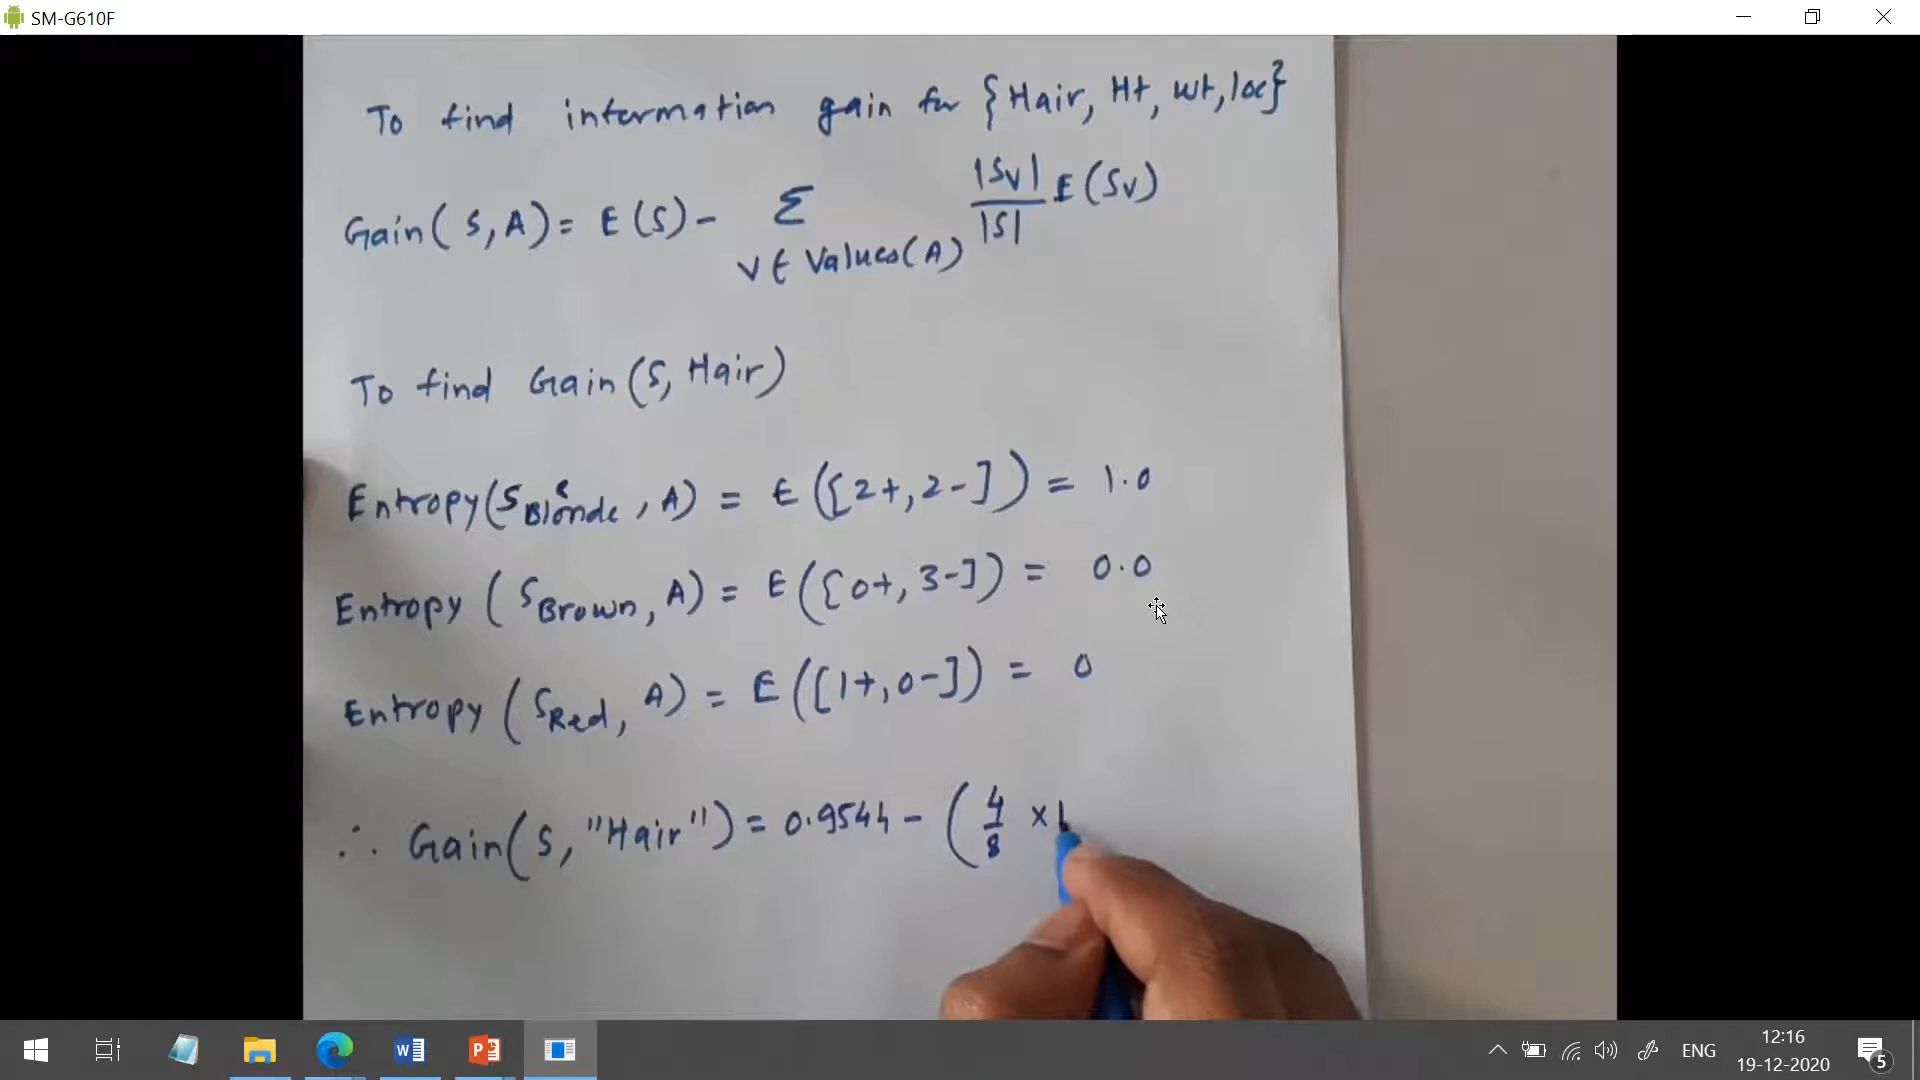 SM-G610F
To find information gain for {Hair, Ht, wt, loc}
Gain(S, A) = E(S) - Σ |Sv| / |S| E(Sv)
v ∈ Values(A)
To find Gain(S, Hair)
Entropy(S Blonde, A) = E([2+, 2-]) = 1.0
Entropy (S Brown, A) = E([0+, 3-]) = 0.0
Entropy (S Red, A) = E([1+, 0-]) = 0
∴ Gain(S, "Hair") = 0.9544 - (4/8 × 1
ENG
12:16
19-12-2020
5